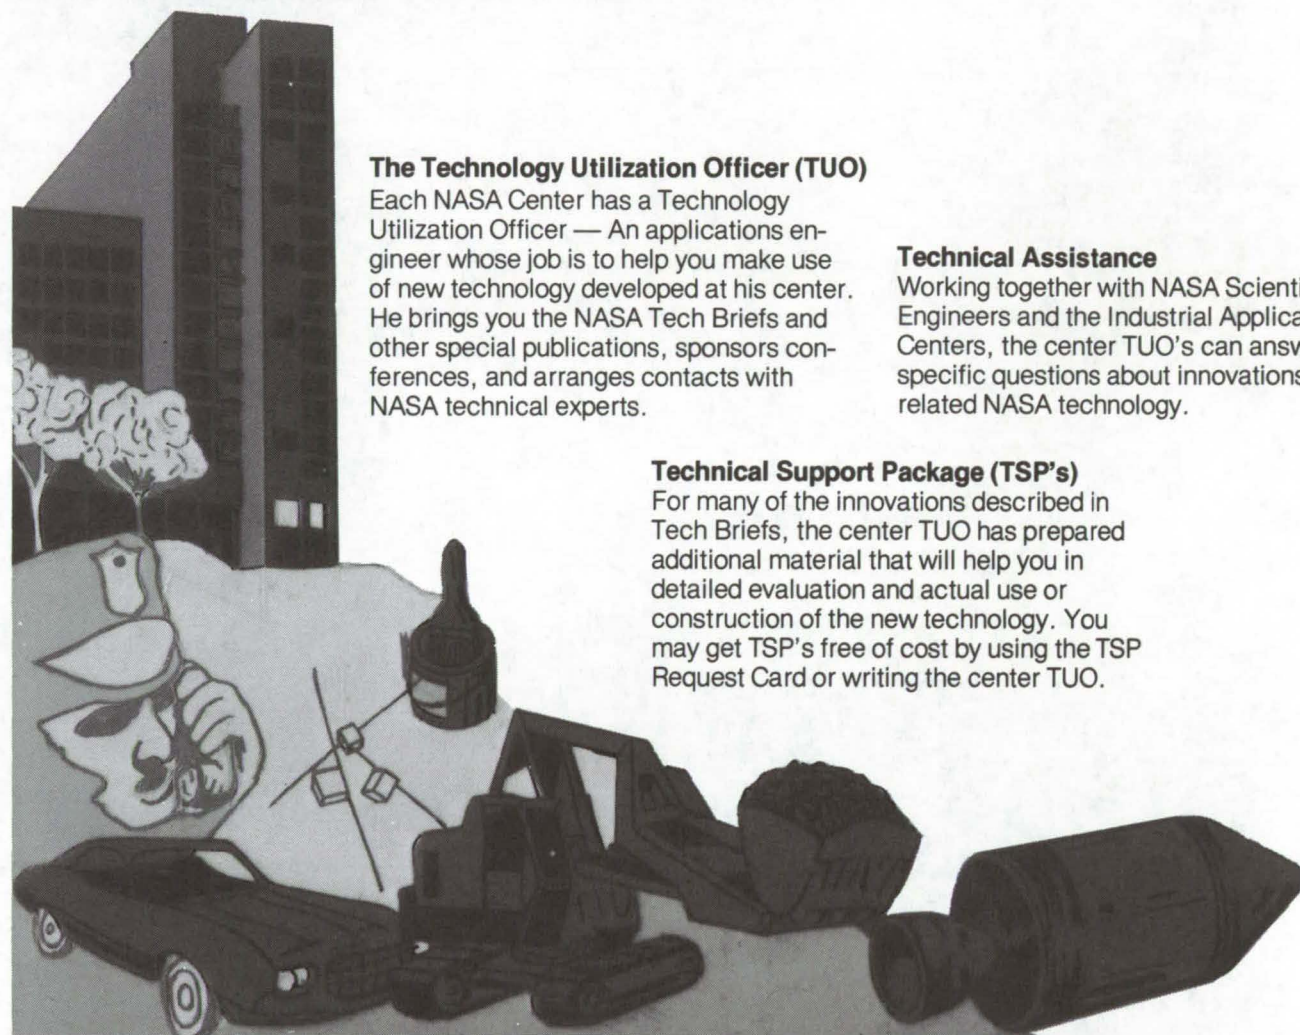 The Technology Utilization Officer (TUO)
Each NASA Center has a Technology
Utilization Officer — An applications en-
gineer whose job is to help you make use
of new technology developed at his center.
He brings you the NASA Tech Briefs and
other special publications, sponsors con-
ferences, and arranges contacts with
NASA technical experts.
Technical Assistance
Working together with NASA
Engineers and the Industrial
Centers, the center TUO's can
specific questions about innovations
related NASA technology.
Technical Support Package (TSP's)
For many of the innovations described in
Tech Briefs, the center TUO has prepared
additional material that will help you in
detailed evaluation and actual use or
construction of the new technology. You
may get TSP's free of cost by using the TSP
Request Card or writing the center TUO.